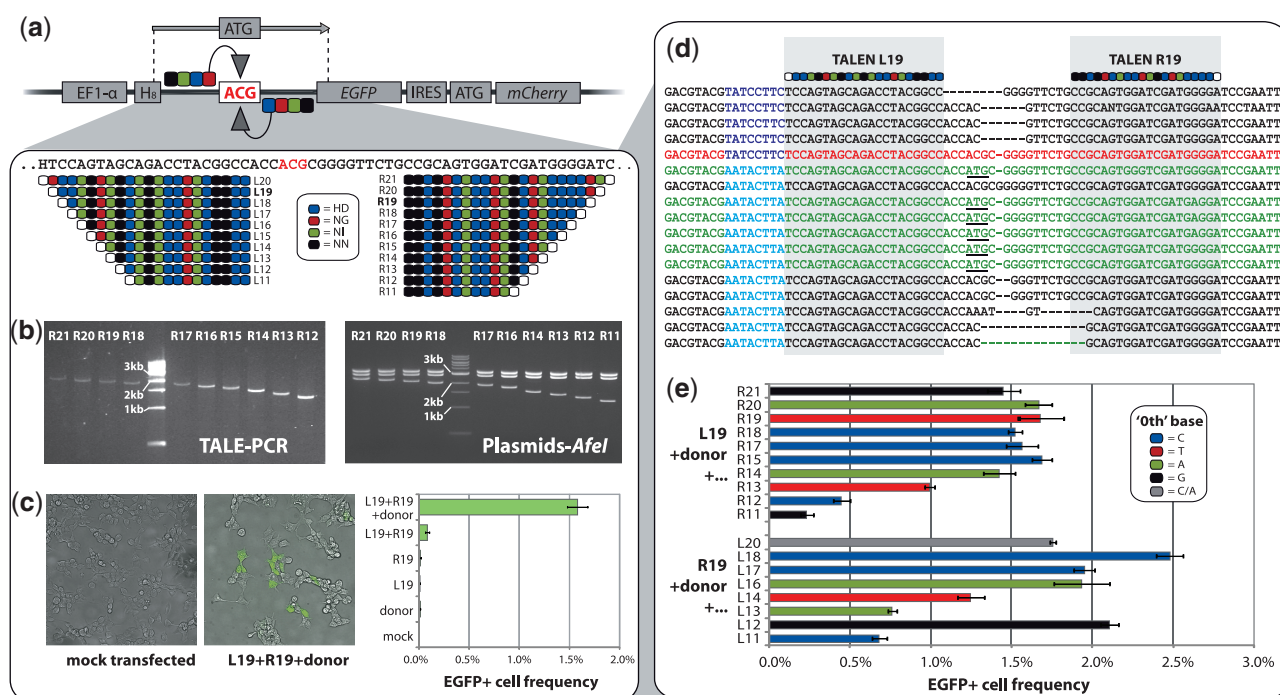 (a)
ATG
EF1-α
H8
ACG
EGFP
IRES
ATG
mCherry
..HTCCAGTAGCAGACCTACGGCCACCACGCGGGGTTCTGCCGCAGTGGATCGATGGGGATC..
L20
L19
L18
L17
L16
L15
L14
L13
L12
L11
= HD
= NG
= NI
= NN
R21
R20
R19
R18
R17
R16
R15
R14
R13
R12
R11
(b)
R21 R20 R19 R18 R17 R16 R15 R14 R13 R12
3kb
2kb
1kb
TALE-PCR
R21 R20 R19 R18 R17 R16 R14 R13 R12 R11
3kb
2kb
1kb
Plasmids-AfeI
(c)
mock transfected
L19+R19+donor
L19+R19
+donor
L19+R19
R19
L19
donor
mock
0.0% 0.5% 1.0% 1.5% 2.0%
EGFP+ cell frequency
(d)
TALEN L19 TALEN R19
GACGTACGTATCCTTCTCCAGTAGCAGACCTACGGCC--------GGGGTTCTGCCGCAGTGGATCGATGGGGATCCGAATT
GACGTACGTATCCTTCTCCAGTAGCAGACCTACGGCCACCAC------GTTCTGCCGCANTGGATCGATGGGGAATCCGAATT
GACGTACGTATCCTTCTCCAGTAGCAGACCTACGGCCACCAC------GTTCTGCCGCAGTGGATCGATGGGGATCCGAATT
GACGTACGTATCCTTCTCCAGTAGCAGACCTACGGCCACCAC------GTTCTGCCGCAGTGGATCGATGGGGATCCGAATT
GACGTACGTATCCTTCTCCAGTAGCAGACCTACGGCCACCACGC-GGGGTTCTGCCGCAGTGGATCGATGGGGATCCGAATT
GACGTACGAATACTTATCCAGTAGCAGACCTACGGCCACCATGC-GGGGTTCTGCCGCAGTGGATCGATGGGGATCCGAATT
GACGTACGAATACTTATCCAGTAGCAGACCTACGGCCACCACGCGGGGGTTCTGCCGCAGTGGATCGATGGGGATCCGAATT
GACGTACGAATACTTATCCAGTAGCAGACCTACGGCCACCATGC-GGGGTTCTGCCGCAGTGGATCGATGAGGATCCGAATT
GACGTACGAATACTTATCCAGTAGCAGACCTACGGCCACCATGC-GGGGTTCTGCCGCAGTGGATCGATGAGGATCCGAATT
GACGTACGAATACTTATCCAGTAGCAGACCTACGGCCACCATGC-GGGGTTCTGCCGCAGTGGATCGATGGGGATCCGAATT
GACGTACGAATACTTATCCAGTAGCAGACCTACGGCCACCATGC-GGGGTTCTGCCGCAGTGGATCGATGGGGATCCGAATT
GACGTACGAATACTTATCCAGTAGCAGACCTACGGCCACCATGC-GGGGTTCTGCCGCAGTGGATCGATGGGGATCCGAATT
GACGTACGAATACTTATCCAGTAGCAGACCTACGGCCACCACGC--GGGTTCTGCCGCAGTGGATCGATGGGGATCCGAATT
GACGTACGAATACTTATCCAGTAGCAGACCTACGGCCACCACGC--GGGTTCTGCCGCAGTGGATCGATGGGGATCCGAATT
GACGTACGAATACTTATCCAGTAGCAGACCTACGGCCACCAAAT---GT-----CCGCAGTGGATCGATGGGGATCCGAATT
GACGTACGAATACTTATCCAGTAGCAGACCTACGGCCACCAC--------------GCAGTGGATCGATGGGGATCCGAATT
GACGTACGAATACTTATCCAGTAGCAGACCTACGGCCACCAC--------------GCAGTGGATCGATGGGGATCCGAATT
(e)
L19
+donor
+...
R21
R20
R19
R18
R17
R15
R14
R13
R12
R11
'0th' base
= C
= T
= A
= G
= C/A
R19
+donor
+...
L20
L18
L17
L16
L14
L13
L12
L11
0.0% 0.5% 1.0% 1.5% 2.0% 2.5% 3.0%
EGFP+ cell frequency